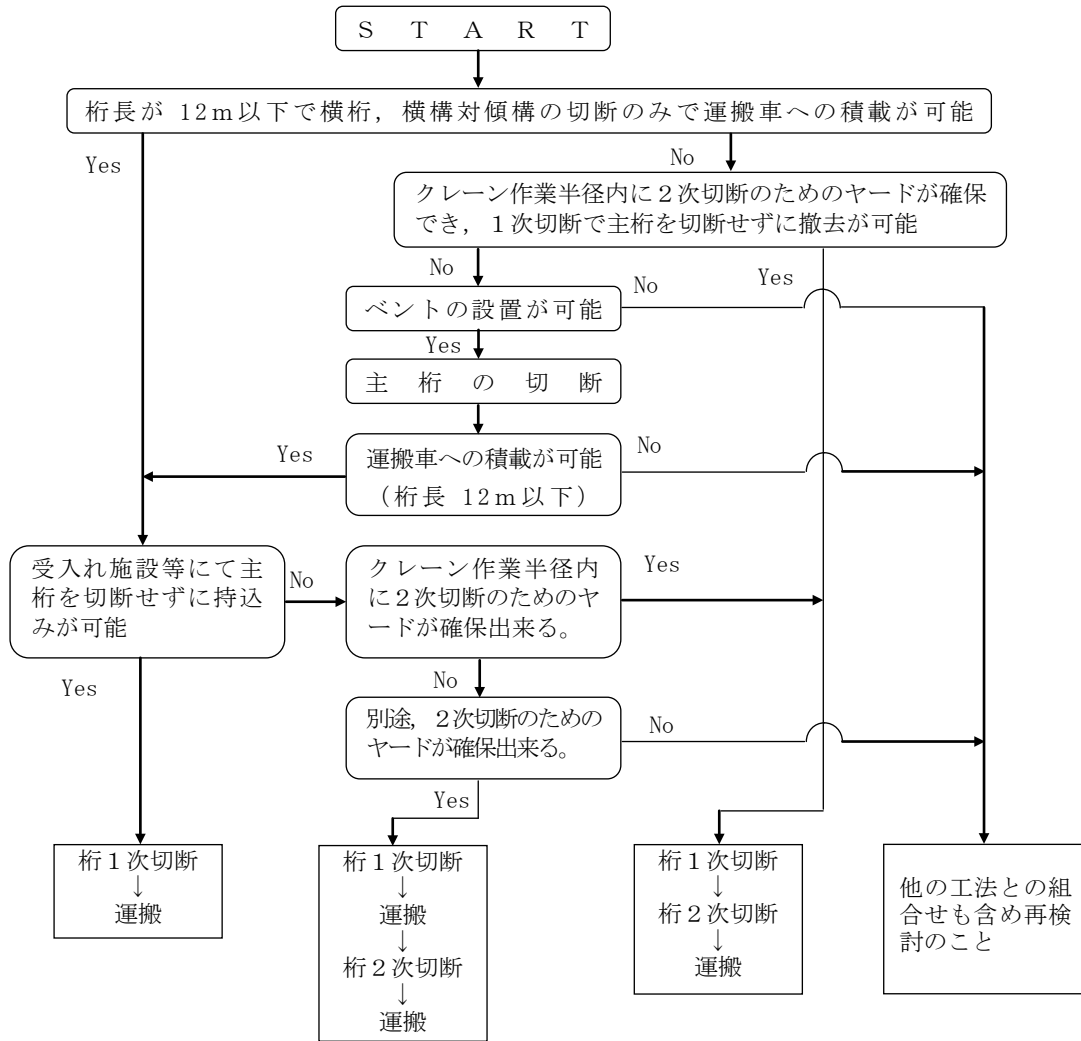 START
桁長が 12m以下で横桁，横構対傾構の切断のみで運搬車への積載が可能
Yes
No
クレーン作業半径内に２次切断のためのヤードが確保
でき，１次切断で主桁を切断せずに撤去が可能
No
Yes
ベントの設置が可能
No
Yes
主桁の切断
運搬車への積載が可能
（桁長 12m以下）
Yes
No
受入れ施設等にて主
桁を切断せずに持込
みが可能
No
クレーン作業半径内
に２次切断のためのヤ
ードが確保出来る。
Yes
Yes
No
別途，２次切断のための
ヤードが確保出来る。
No
Yes
桁１次切断
↓
運搬
桁１次切断
↓
運搬
↓
桁２次切断
↓
運搬
桁１次切断
↓
桁２次切断
↓
運搬
他の工法との組
合せも含め再検
討のこと